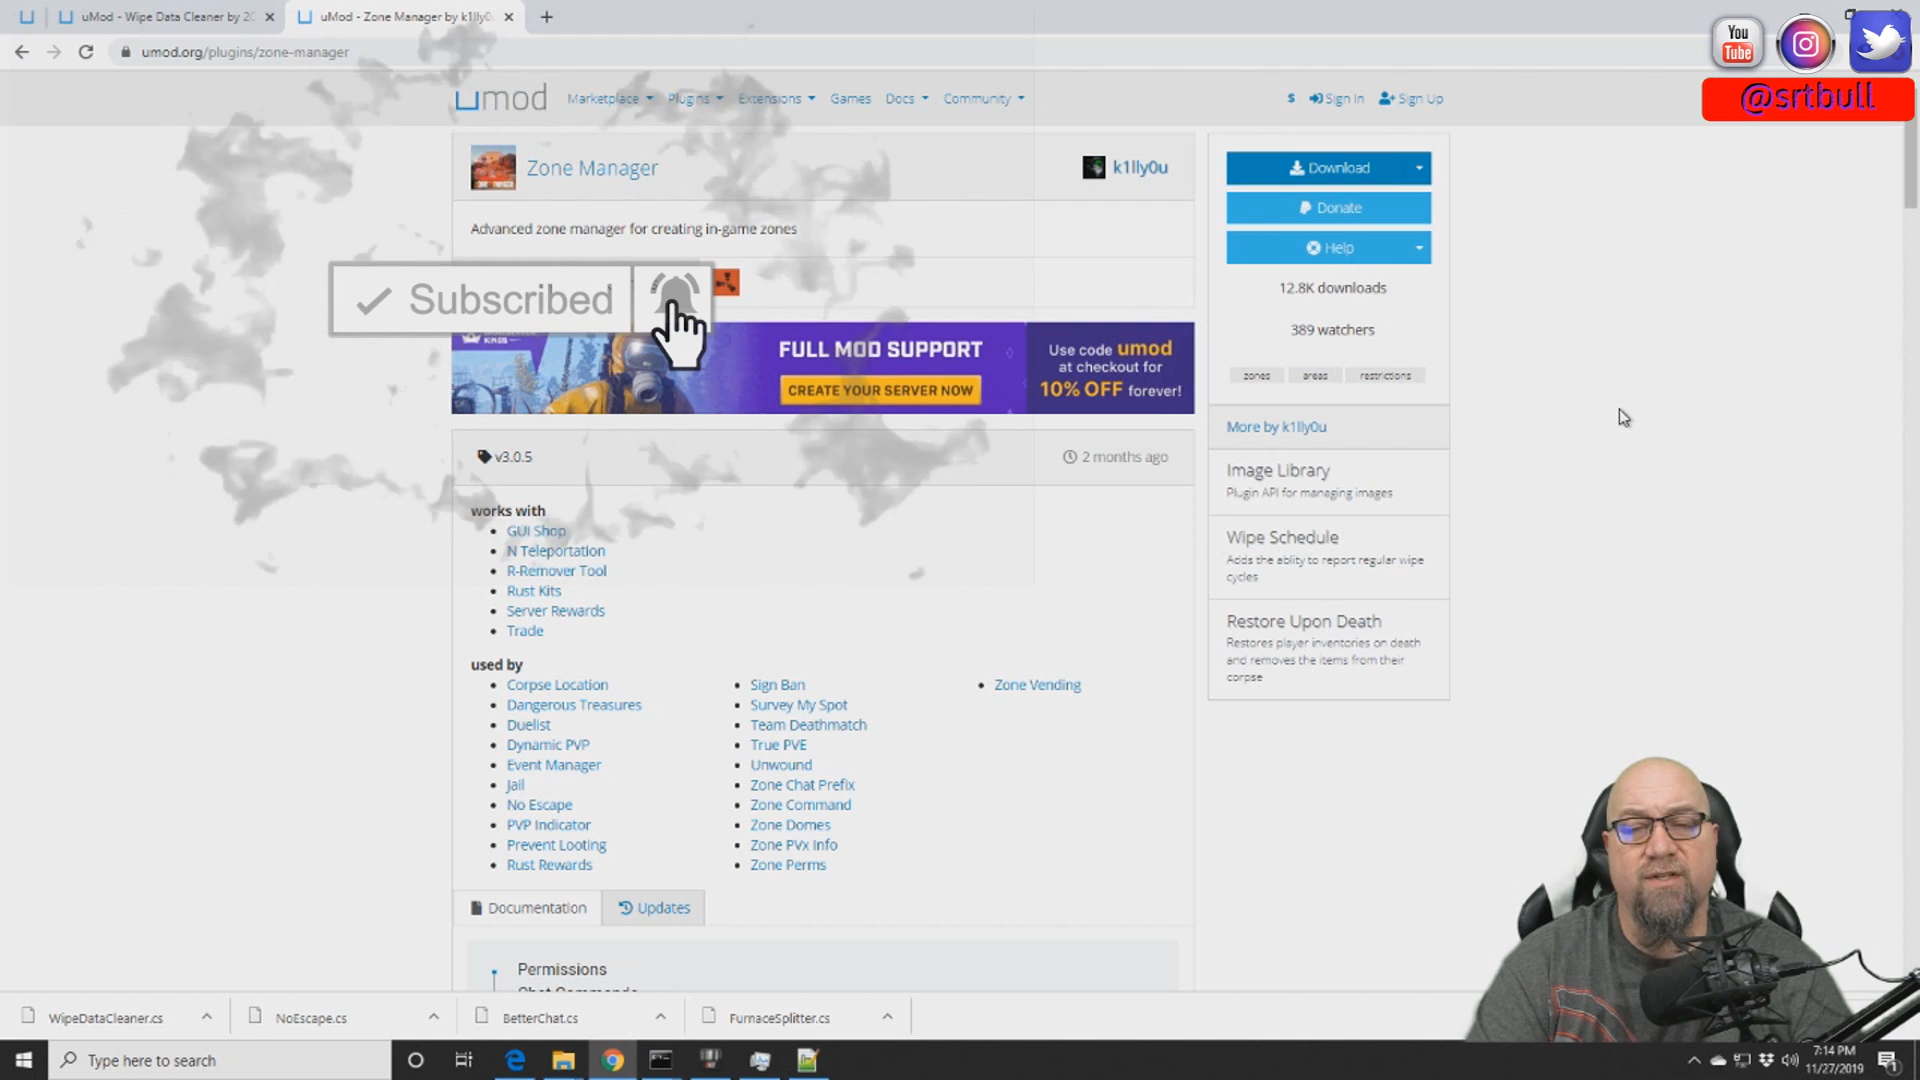 uMod - Wipe Data Cleaner by 2C
uMod - Zone Manager by k1lly0u
umod.org/plugins/zone-manager
You
Tube
@srtbull
umod
Marketplace
Plugins
Extensions
Games
Docs
Community
$
Sign In
Sign Up
Zone Manager
k1lly0u
Advanced zone manager for creating in-game zones
Subscribed
KINGS
FULL MOD SUPPORT
CREATE YOUR SERVER NOW
Use code umod
at checkout for
10% OFF forever!
Download
Donate
Help
12.8K downloads
389 watchers
zones
areas
restrictions
More by k1lly0u
Image Library
Plugin API for managing images
Wipe Schedule
Adds the ablity to report regular wipe
cycles
Restore Upon Death
Restores player inventories on death
and removes the items from their
corpse
v3.0.5
2 months ago
works with
GUI Shop
N Teleportation
R-Remover Tool
Rust Kits
Server Rewards
Trade
used by
Corpse Location
Dangerous Treasures
Duelist
Dynamic PVP
Event Manager
Jail
No Escape
PVP Indicator
Prevent Looting
Rust Rewards
Sign Ban
Survey My Spot
Team Deathmatch
True PVE
Unwound
Zone Chat Prefix
Zone Command
Zone Domes
Zone PVx Info
Zone Perms
Zone Vending
Documentation
Updates
Permissions
WipeDataCleaner.cs
NoEscape.cs
BetterChat.cs
FurnaceSplitter.cs
Type here to search
7:14 PM
11/27/2019
1